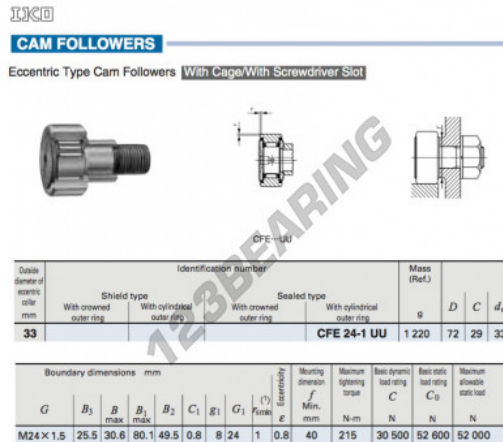 IKO
CAM FOLLOWERS
Eccentric Type Cam Followers With Cage/With Screwdriver Slot
CFE…UU
123BEARING
Outside diameter of eccentric collar mm
Identification number
Mass (Ref.) g
Shield type
Sealed type
With crowned outer ring
With cylindrical outer ring
With crowned outer ring
With cylindrical outer ring
D C
33 CFE 24-1 UU 1 220 72 29 33
Boundary dimensions mm
Eccentricity
Mounting dimension f Min. mm
Maximum tightening torque N-m
Basic dynamic load rating C N
Basic static load rating C0 N
Maximum allowable static load N
G B3 B max B1 max B2 C1 g1 G1 (1) rsmin ε
M24×1.5 25.5 30.6 80.1 49.5 0.8 8 24 1 0.8 40 215 30 500 52 600 52 000